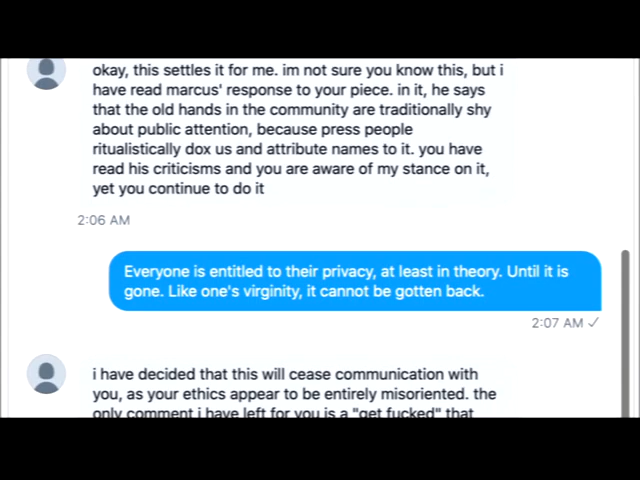 okay, this settles it for me. im not sure you know this, but i
have read marcus' response to your piece. in it, he says
that the old hands in the community are traditionally shy
about public attention, because press people
ritualistically dox us and attribute names to it. you have
read his criticisms and you are aware of my stance on it,
yet you continue to do it
2:06 AM
Everyone is entitled to their privacy, at least in theory. Until it is
gone. Like one's virginity, it cannot be gotten back.
2:07 AM ✓
i have decided that this will cease communication with
you, as your ethics appear to be entirely misoriented. the
only comment i have left for you is a "get fucked" that